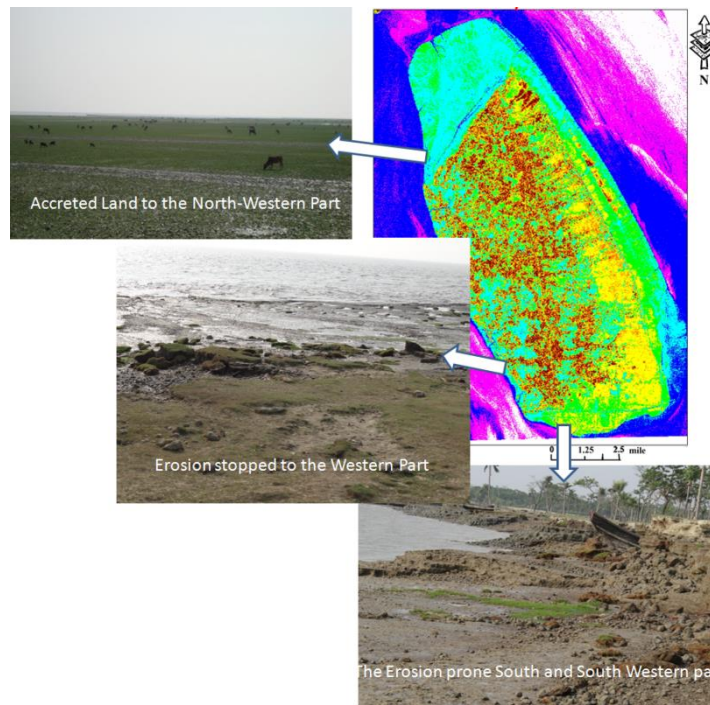 N
Accreted Land to the North-Western Part
Erosion stopped to the Western Part
0 1.25 2.5 mile
The Erosion prone South and South Western pa